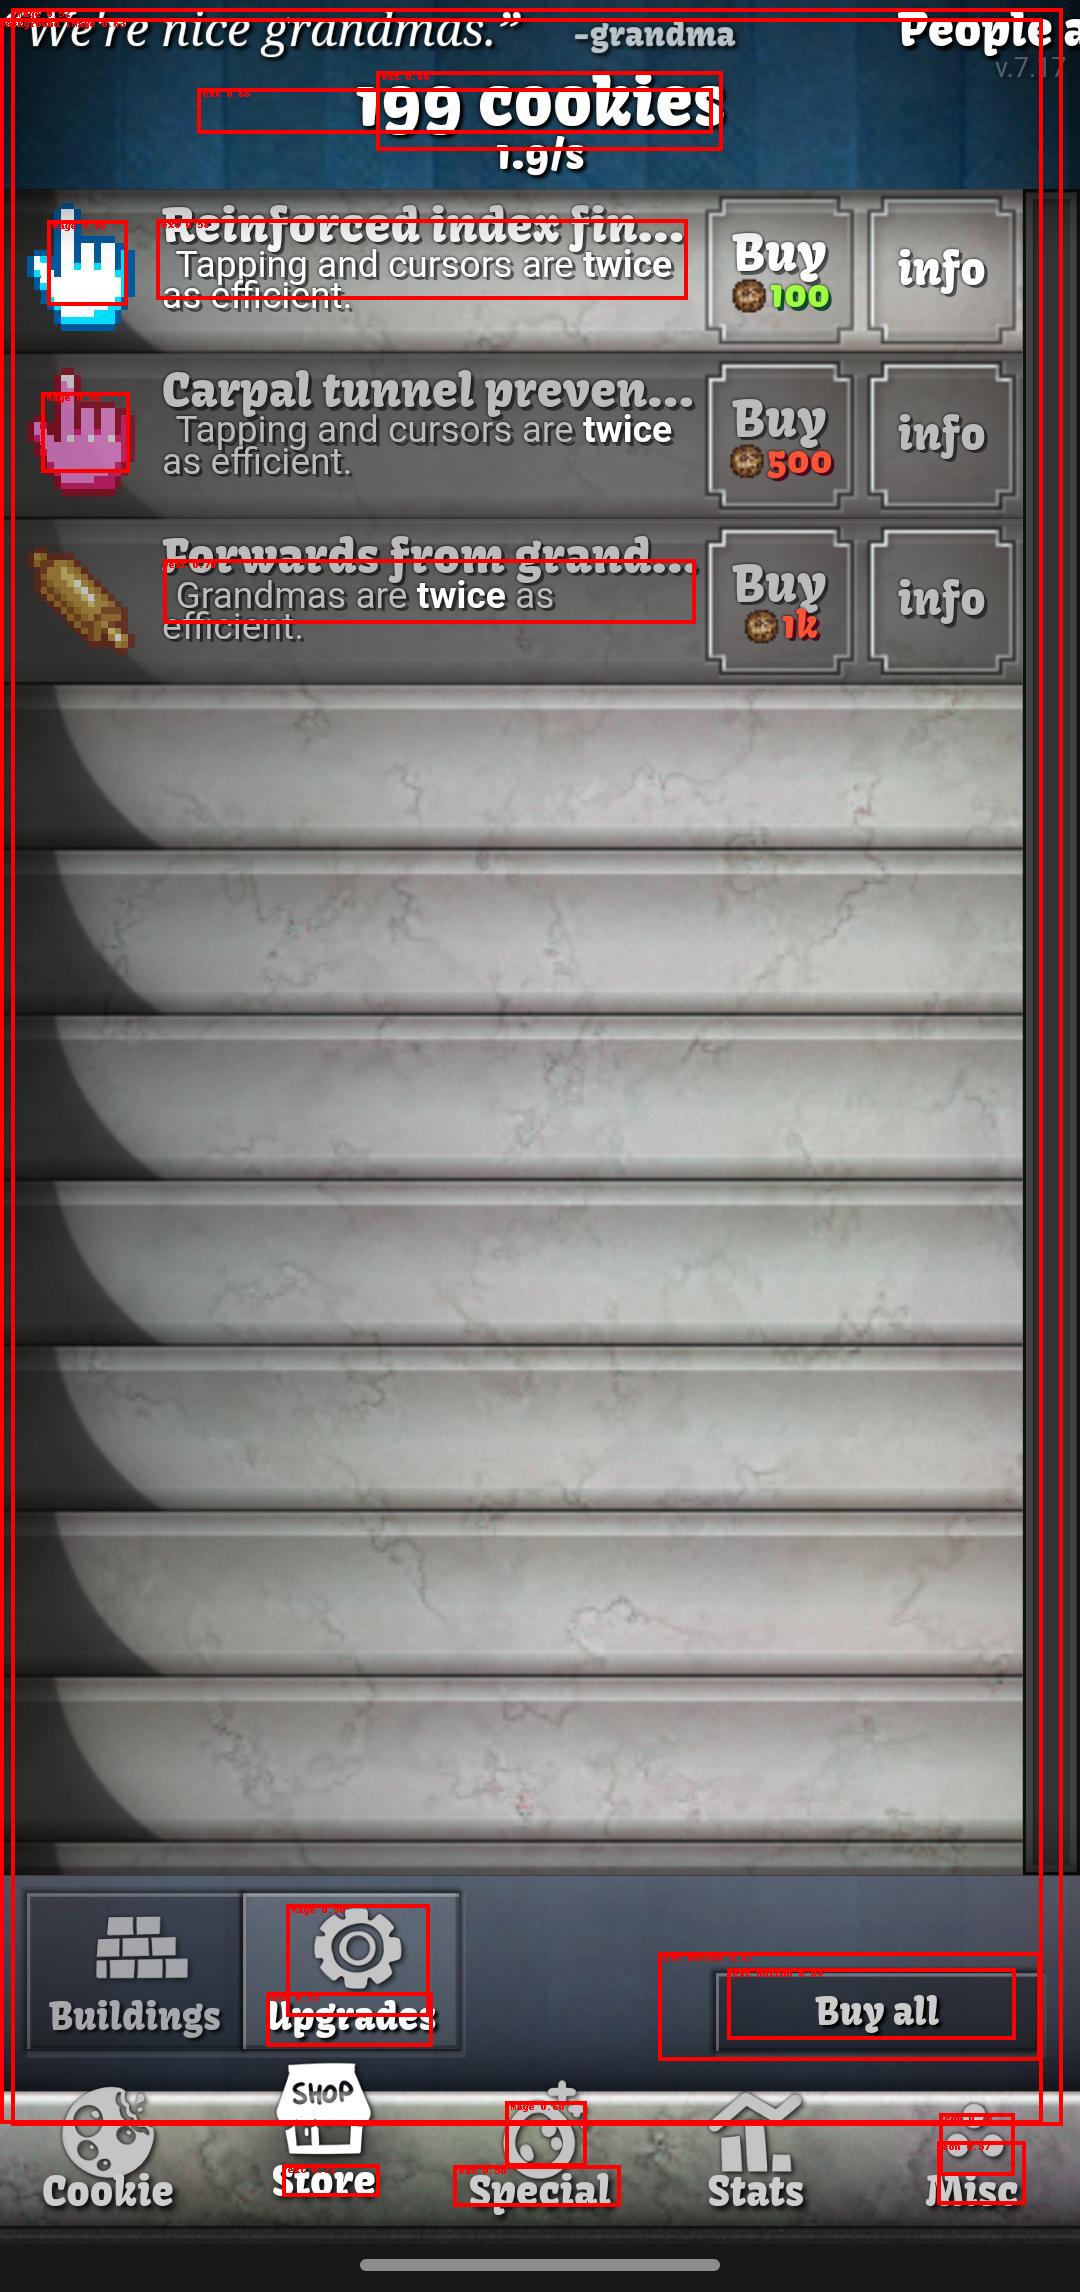 "We're nice grandmas." -grandma People a
v.7.17
199 cookies
1.9/s
Reinforced index fin...
Tapping and cursors are twice
as efficient.
Buy
100
info
Carpal tunnel preven...
Tapping and cursors are twice
as efficient.
Buy
500
info
Forwards from grand...
Grandmas are twice as
efficient.
Buy
1k
info
Buildings
Upgrades
Buy all
SHOP
Cookie
Store
Special
Stats
Misc